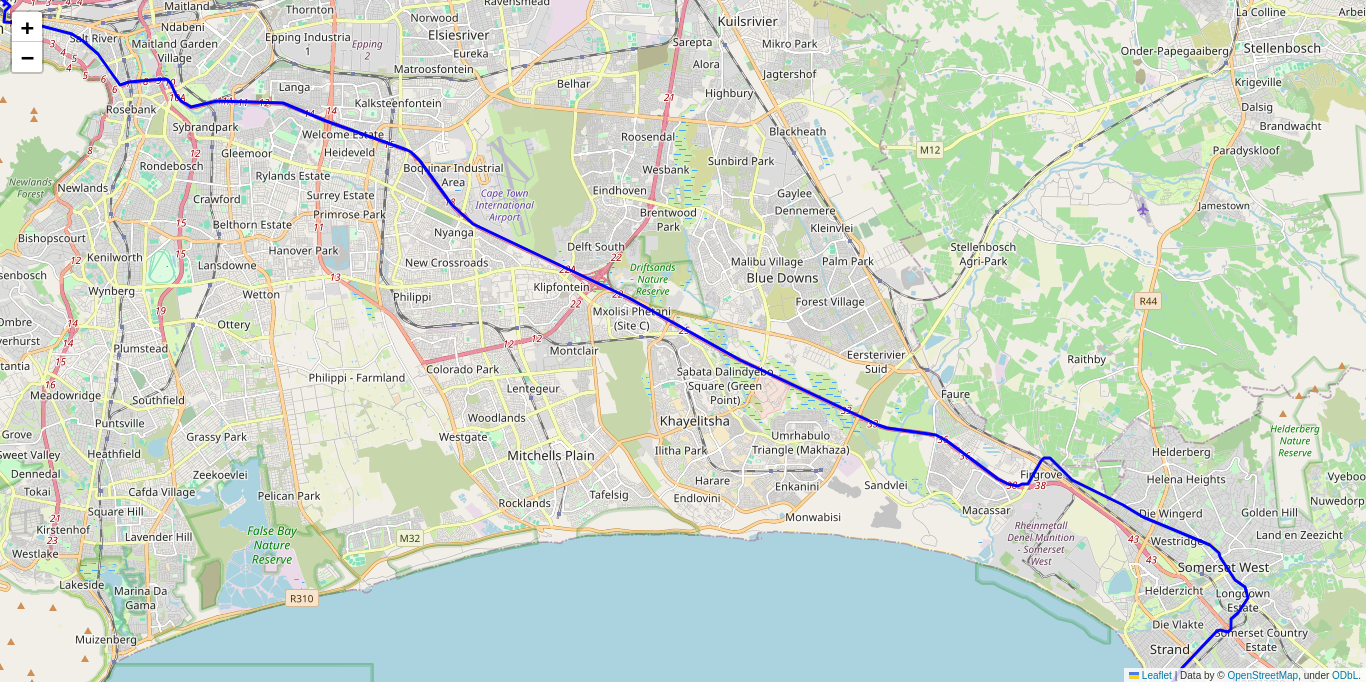 Maitland
Thornton
Ravensmead
Norwood
Kuilsrivier
La Colline
Ndabeni
Epping Industria
1
Epping
2
Elsiesriver
Salt River
Maitland Garden
Village
Eureka
Sarepta
Mikro Park
Onder-Papegaaiberg
Stellenbosch
+
−
Matroosfontein
Alora
Jagtershof
Langa
Belhar
Krigeville
Kalksteenfontein
Highbury
Dalsig
Rosebank
Sybrandpark
Welcome Estate
Roosendal
Blackheath
Brandwacht
Rondebosch
Gleemoor
Heideveld
Sunbird Park
M12
Paradyskloof
Newlands
Forest
Newlands
Rylands Estate
Boquinar Industrial
Area
Wesbank
Crawford
Surrey Estate
Cape Town
International
Airport
Eindhoven
Gaylee
Jamestown
Primrose Park
Brentwood
Park
Dennemere
Bishopscourt
Belthorn Estate
Nyanga
Kleinvlei
Kenilworth
Hanover Park
Delft South
Stellenbosch
Agri-Park
Lansdowne
New Crossroads
Malibu Village
Palm Park
Wynberg
Wetton
Philippi
Klipfontein
Driftsands
Nature
Reserve
Blue Downs
Forest Village
R44
Ottery
Mxolisi Phetani
(Site C)
Plumstead
Montclair
Eersterivier
Suid
Raithby
Colorado Park
Meadowridge
Philippi - Farmland
Sabata Dalindyebo
Square (Green
Point)
Southfield
Lentegeur
Faure
Puntsville
Woodlands
Khayelitsha
Grove
Grassy Park
Westgate
Umrhabulo
Triangle (Makhaza)
Helderberg
Nature
Reserve
Sweet Valley
Heathfield
Mitchells Plain
Ilitha Park
Helderberg
Dennedal
Zeekoevlei
Harare
Enkanini
Sandvlei
Firgrove
Helena Heights
Tokai
Cafda Village
Pelican Park
Tafelsig
Endlovini
Square Hill
Rocklands
Monwabisi
Macassar
Die Wingerd
Golden Hill
Kirstenhof
Lavender Hill
False Bay
Nature
Reserve
M32
Rheinmetall
Denel Munition
- Somerset
West
Westridge
Land en Zeezicht
Westlake
Somerset West
Lakeside
Marina Da
Gama
R310
Helderzicht
Longdown
Estate
Muizenberg
Die Vlakte
Somerset Country
Estate
Strand
Leaflet | Data by © OpenStreetMap, under ODbL.